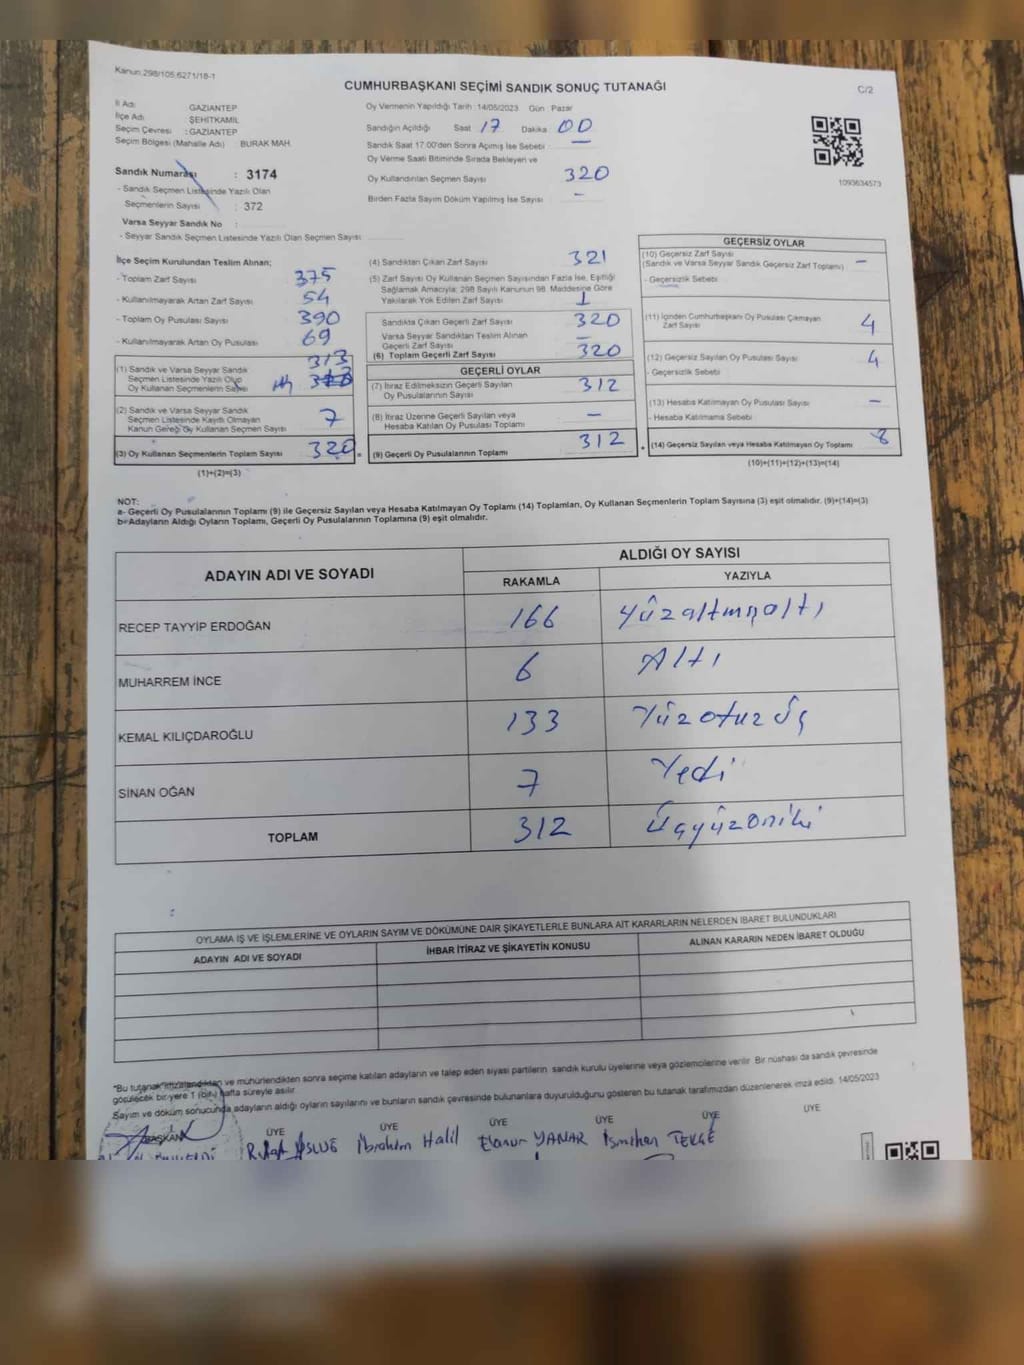 Kanun:298/105,6271/18-1
CUMHURBAŞKANI SEÇİMİ SANDIK SONUÇ TUTANAĞI
C/2
İl Adı : GAZIANTEP
İlçe Adı : ŞEHİTKAMİL
Seçim Çevresi : GAZIANTEP
Seçim Bölgesi (Mahalle Adı) : BURAK MAH.
Sandık Numarası : 3174
- Sandık Seçmen Listesinde Yazılı Olan
Seçmenlerin Sayısı : 372
Varsa Seyyar Sandık No :
- Seyyar Sandık Seçmen Listesinde Yazılı Olan Seçmen Sayısı
Oy Vermenin Yapıldığı Tarih :14/05/2023 Gün : Pazar
Sandığın Açıldığı Saat 17 Dakika 00
Sandık Saat 17:00'den Sonra Açımış İse Sebebi : —
Oy Verme Saati Bitiminde Sırada Bekleyen ve
Oy Kullandırılan Seçmen Sayısı 320
Birden Fazla Sayım Döküm Yapılmış İse Sayısı –
1093634573
İlçe Seçim Kurulundan Teslim Alınan;
- Toplam Zarf Sayısı 375
- Kullanılmayarak Artan Zarf Sayısı 54
- Toplam Oy Pusulası Sayısı 390
- Kullanılmayarak Artan Oy Pusulası 69
313
(1) Sandık ve Varsa Seyyar Sandık
Seçmen Listesinde Yazılı Olup
Oy Kullanan Seçmenlerin Sayısı
(2) Sandık ve Varsa Seyyar Sandık
Seçmen Listesinde Kayıtlı Olmayan
Kanun Gereği Oy Kullanan Seçmen Sayısı 7
(3) Oy Kullanan Seçmenlerin Toplam Sayısı 320
(1)+(2)=(3)
(4) Sandıktan Çıkan Zarf Sayısı 321
(5) Zarf Sayısı Oy Kullanan Seçmen Sayısından Fazla İse, Eşitliği
Sağlamak Amacıyla; 298 Sayılı Kanunun 98. Maddesine Göre
Yakılarak Yok Edilen Zarf Sayısı 1
Sandıkta Çıkan Geçerli Zarf Sayısı 320
Varsa Seyyar Sandıktan Teslim Alınan
Geçerli Zarf Sayısı —
(6) Toplam Geçerli Zarf Sayısı 320
GEÇERLİ OYLAR
(7) İtiraz Edilmeksizin Geçerli Sayılan
Oy Pusulalarının Sayısı 312
(8) İtiraz Üzerine Geçerli Sayılan veya
Hesaba Katılan Oy Pusulası Toplamı —
(9) Geçerli Oy Pusulalarının Toplamı 312
GEÇERSİZ OYLAR
(10) Geçersiz Zarf Sayısı
(Sandık ve Varsa Seyyar Sandık Geçersiz Zarf Toplamı) –
- Geçersizlik Sebebi
(11) İçinden Cumhurbaşkanı Oy Pusulası Çıkmayan
Zarf Sayısı 4
(12) Geçersiz Sayılan Oy Pusulası Sayısı 4
- Geçersizlik Sebebi
(13) Hesaba Katılmayan Oy Pusulası Sayısı –
- Hesaba Katılmama Sebebi
(14) Geçersiz Sayılan veya Hesaba Katılmayan Oy Toplamı 8
(10)+(11)+(12)+(13)=(14)
NOT:
a- Geçerli Oy Pusulalarının Toplamı (9) ile Geçersiz Sayılan veya Hesaba Katılmayan Oy Toplamı (14) Toplamları, Oy Kullanan Seçmenlerin Toplam Sayısına (3) eşit olmalıdır. (9)+(14)=(3)
b- Adayların Aldığı Oyların Toplamı, Geçerli Oy Pusulalarının Toplamına (9) eşit olmalıdır.
ADAYIN ADI VE SOYADI ALDIĞI OY SAYISI
RAKAMLA YAZIYLA
RECEP TAYYİP ERDOĞAN 166 Yüzaltmışaltı
MUHARREM İNCE 6 Altı
KEMAL KILIÇDAROĞLU 133 Yüzotuz üç
SİNAN OĞAN 7 Yedi
TOPLAM 312 Üçyüzoniki
OYLAMA İŞ VE İŞLEMLERİNE VE OYLARIN SAYIM VE DÖKÜMÜNE DAİR ŞİKAYETLERLE BUNLARA AİT KARARLARIN NELERDEN İBARET BULUNDUKLARI
ADAYIN ADI VE SOYADI İHBAR İTİRAZ VE ŞİKAYETİN KONUSU ALINAN KARARIN NEDEN İBARET OLDUĞU
"Bu tutanak imzalandıktan ve mühürlendikten sonra seçime katılan adayların ve talep eden siyasi partilerin, sandık kurulu üyelerine veya gözlemcilerine verilir. Bir nüshası da sandık çevresinde
görülecek bir yere 1 (bir) hafta süreyle asılır.
Sayım ve döküm sonucunda adayların aldığı oyların sayılarını ve bunların sandık çevresinde bulunanlara duyurulduğunu gösteren bu tutanak tarafımızdan düzenlenerek imza edildi. 14/05/2023
BAŞKAN ÜYE ÜYE ÜYE ÜYE ÜYE ÜYE
İbrahim Halil Elanur YANAR İsmihan TEKGE